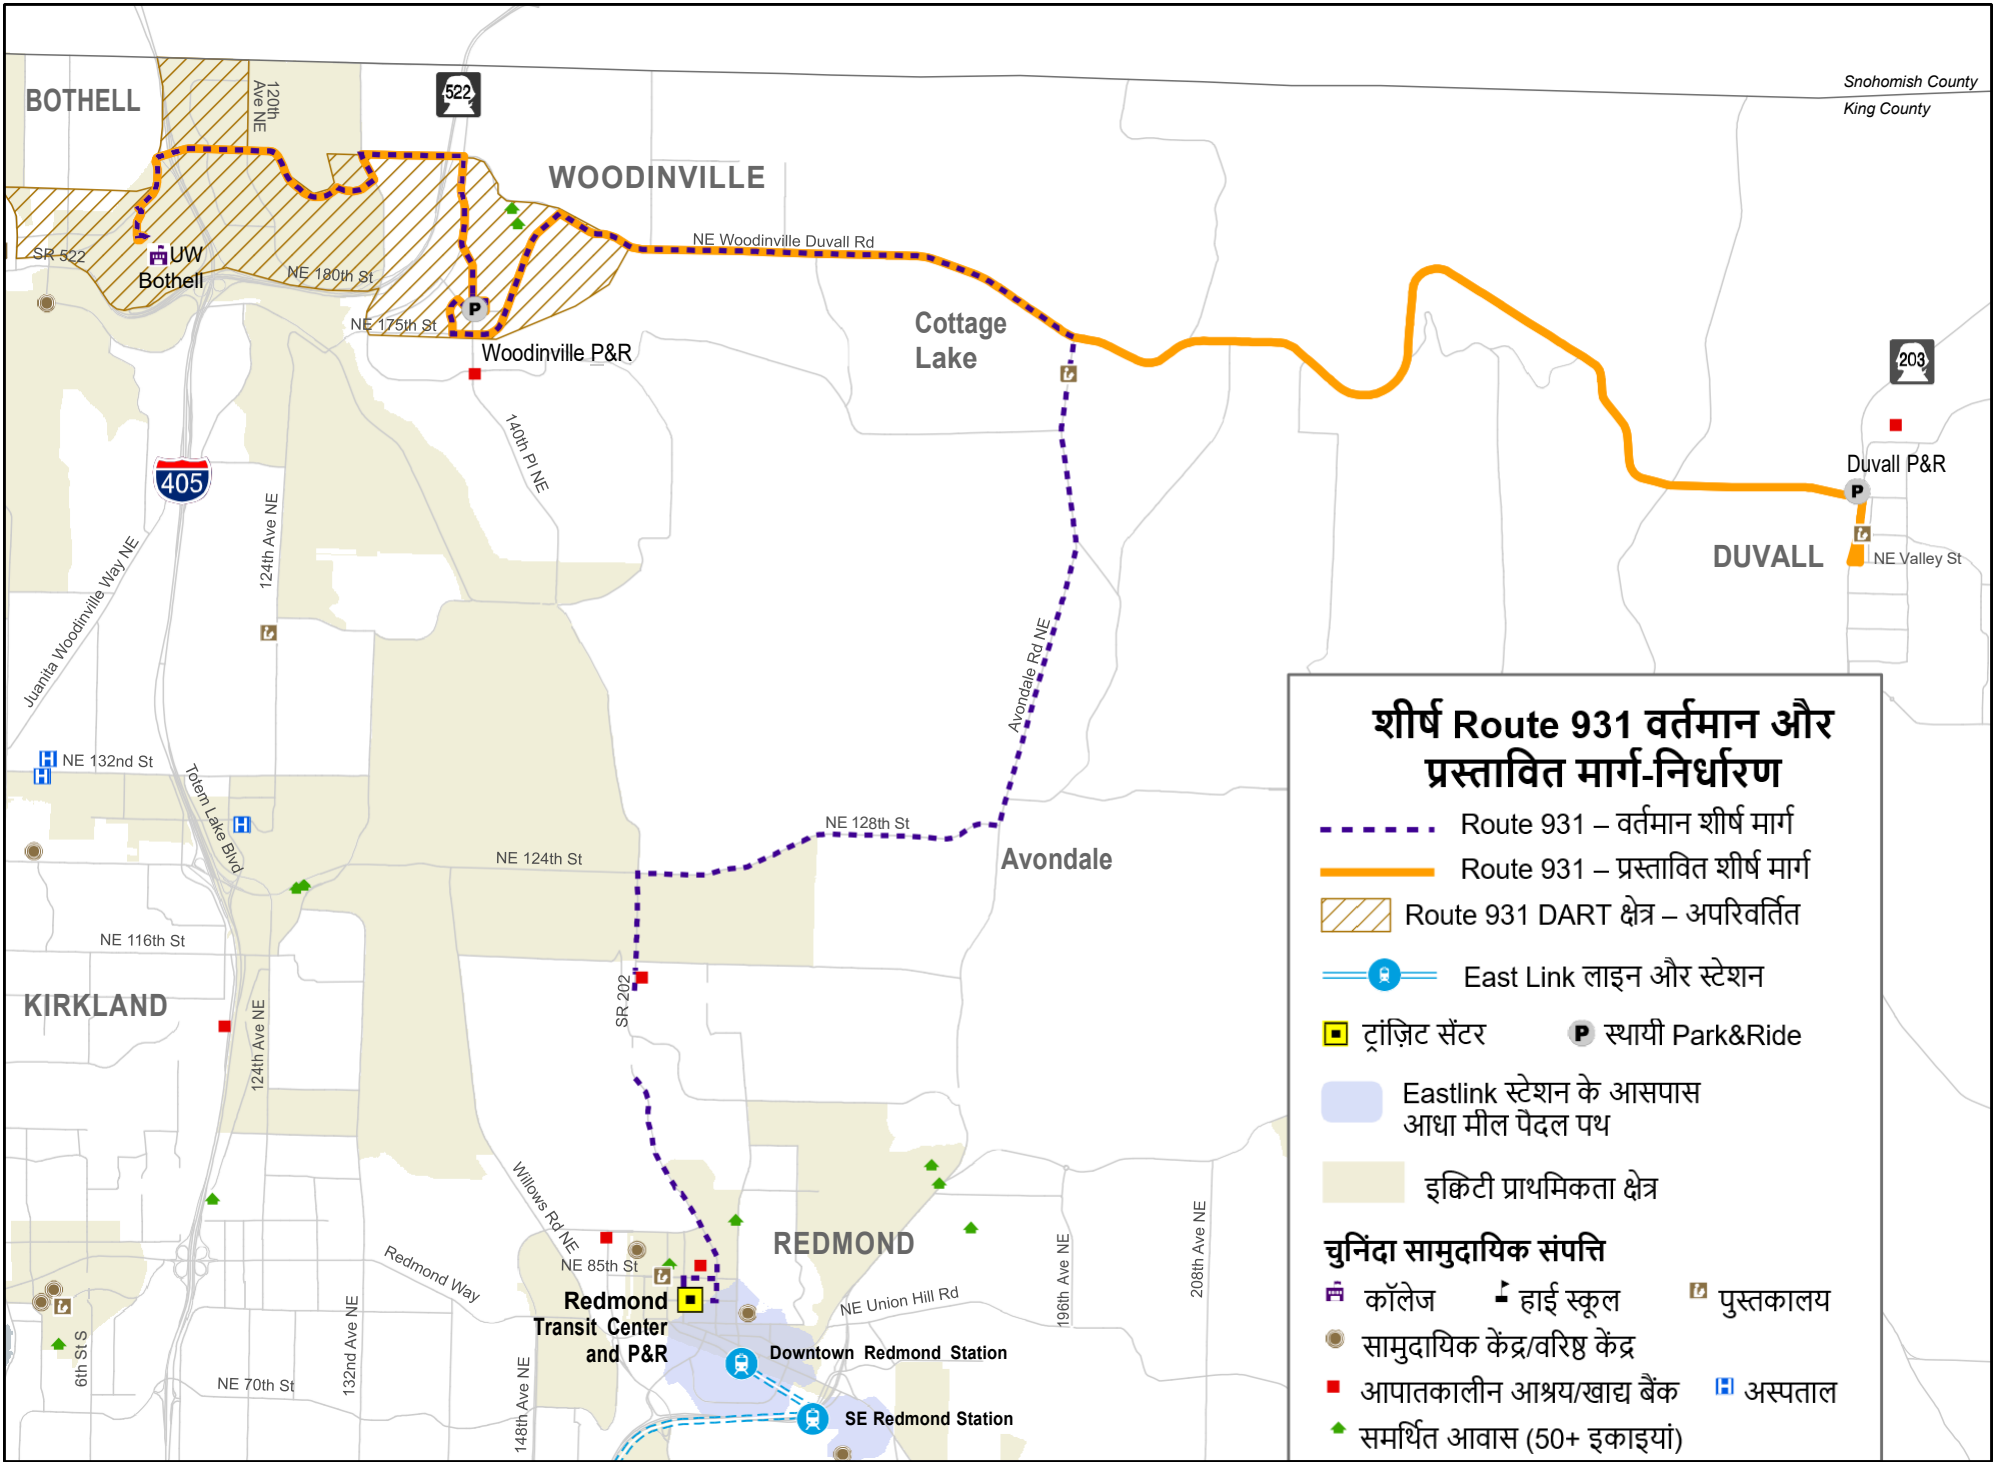 Snohomish County
King County
BOTHELL
120th
Ave NE
522
WOODINVILLE
NE Woodinville Duvall Rd
SR 522
UW
Bothell
NE 180th St
P
NE 175th St
Woodinville P&R
Cottage
Lake
203
Duvall P&R
P
DUVALL
NE Valley St
140th Pl NE
405
124th Ave NE
Juanita Woodinville Way NE
Avondale Rd NE
H
H
NE 132nd St
Totem Lake Blvd
H
NE 128th St
NE 124th St
Avondale
NE 116th St
KIRKLAND
SR 202
124th Ave NE
Willows Rd NE
REDMOND
NE 85th St
Redmond Way
Redmond
Transit Center
and P&R
NE Union Hill Rd
196th Ave NE
208th Ave NE
6th St S
132nd Ave NE
NE 70th St
148th Ave NE
Downtown Redmond Station
SE Redmond Station
शीर्ष Route 931 वर्तमान और
प्रस्तावित मार्ग-निर्धारण
Route 931 – वर्तमान शीर्ष मार्ग
Route 931 – प्रस्तावित शीर्ष मार्ग
Route 931 DART क्षेत्र – अपरिवर्तित
East Link लाइन और स्टेशन
ट्रांज़िट सेंटर
P स्थायी Park&Ride
Eastlink स्टेशन के आसपास
आधा मील पैदल पथ
इक्विटी प्राथमिकता क्षेत्र
चुनिंदा सामुदायिक संपत्ति
कॉलेज
हाई स्कूल
पुस्तकालय
सामुदायिक केंद्र/वरिष्ठ केंद्र
आपातकालीन आश्रय/खाद्य बैंक
H अस्पताल
समर्थित आवास (50+ इकाइयां)